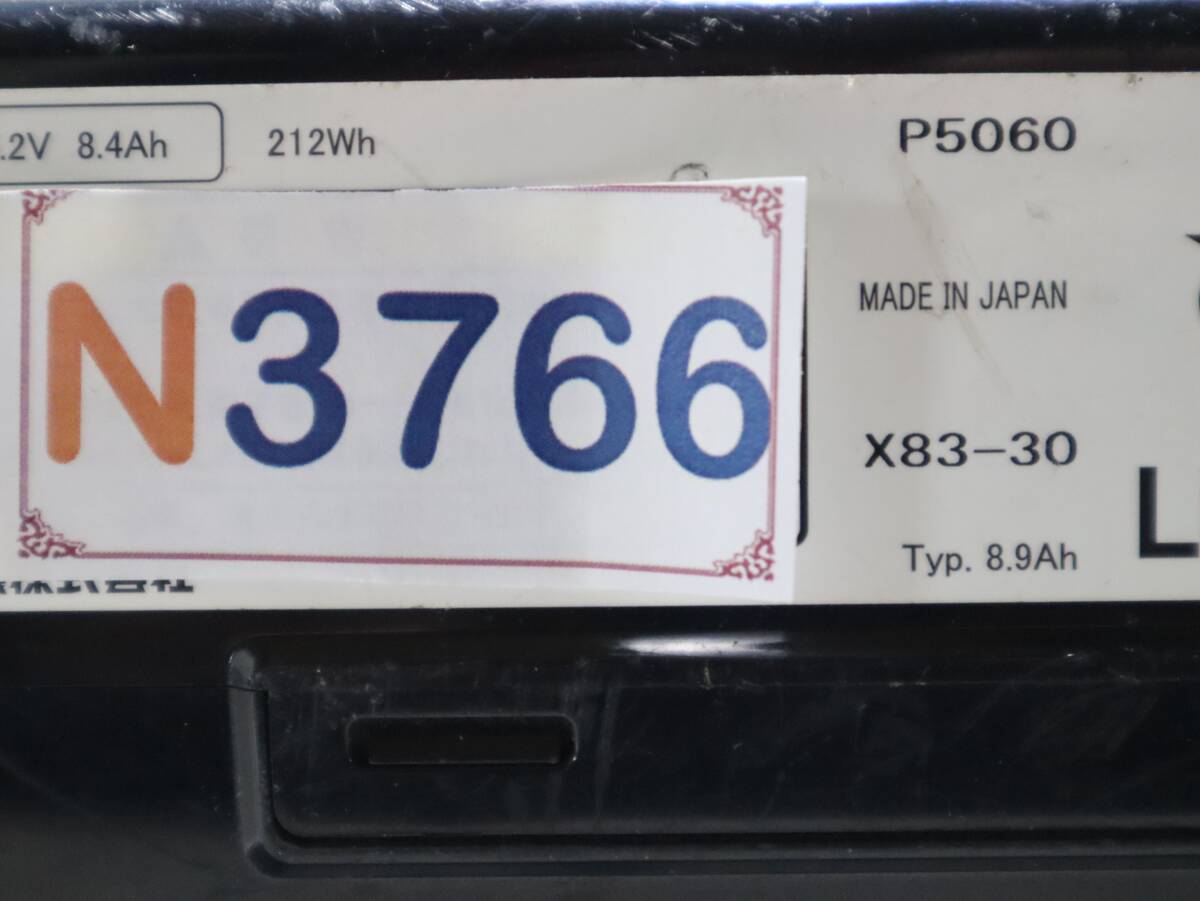 .2V 8.4Ah 212Wh
P5060
N3766
MADE IN JAPAN
X83-30
L
Typ. 8.9Ah